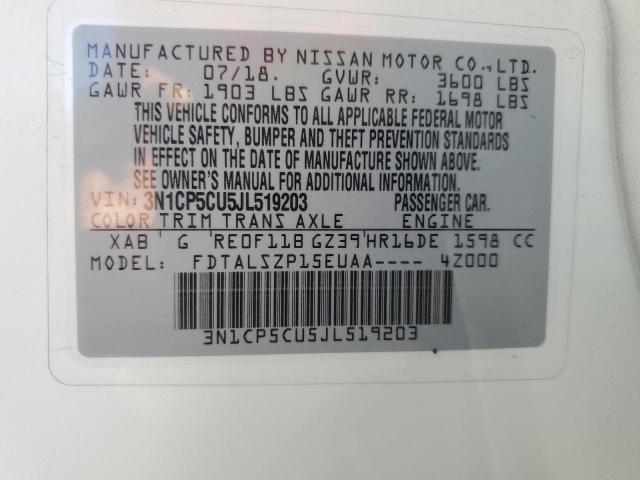 MANUFACTURED BY NISSAN MOTOR CO., LTD.
DATE: 07/18. GVWR: 3600 LBS
GAWR FR: 1903 LBS GAWR RR: 1698 LBS
THIS VEHICLE CONFORMS TO ALL APPLICABLE FEDERAL MOTOR
VEHICLE SAFETY, BUMPER AND THEFT PREVENTION STANDARDS
IN EFFECT ON THE DATE OF MANUFACTURE SHOWN ABOVE.
SEE OWNER'S MANUAL FOR ADDITIONAL INFORMATION.
VIN: 3N1CP5CU5JL519203 PASSENGER CAR.
COLOR TRIM TRANS AXLE ENGINE
XAB G RE0F11B GZ39 HR16DE 1598 CC
MODEL: FDTALSZP15EUAA---- 4Z000
3N1CP5CU5JL519203